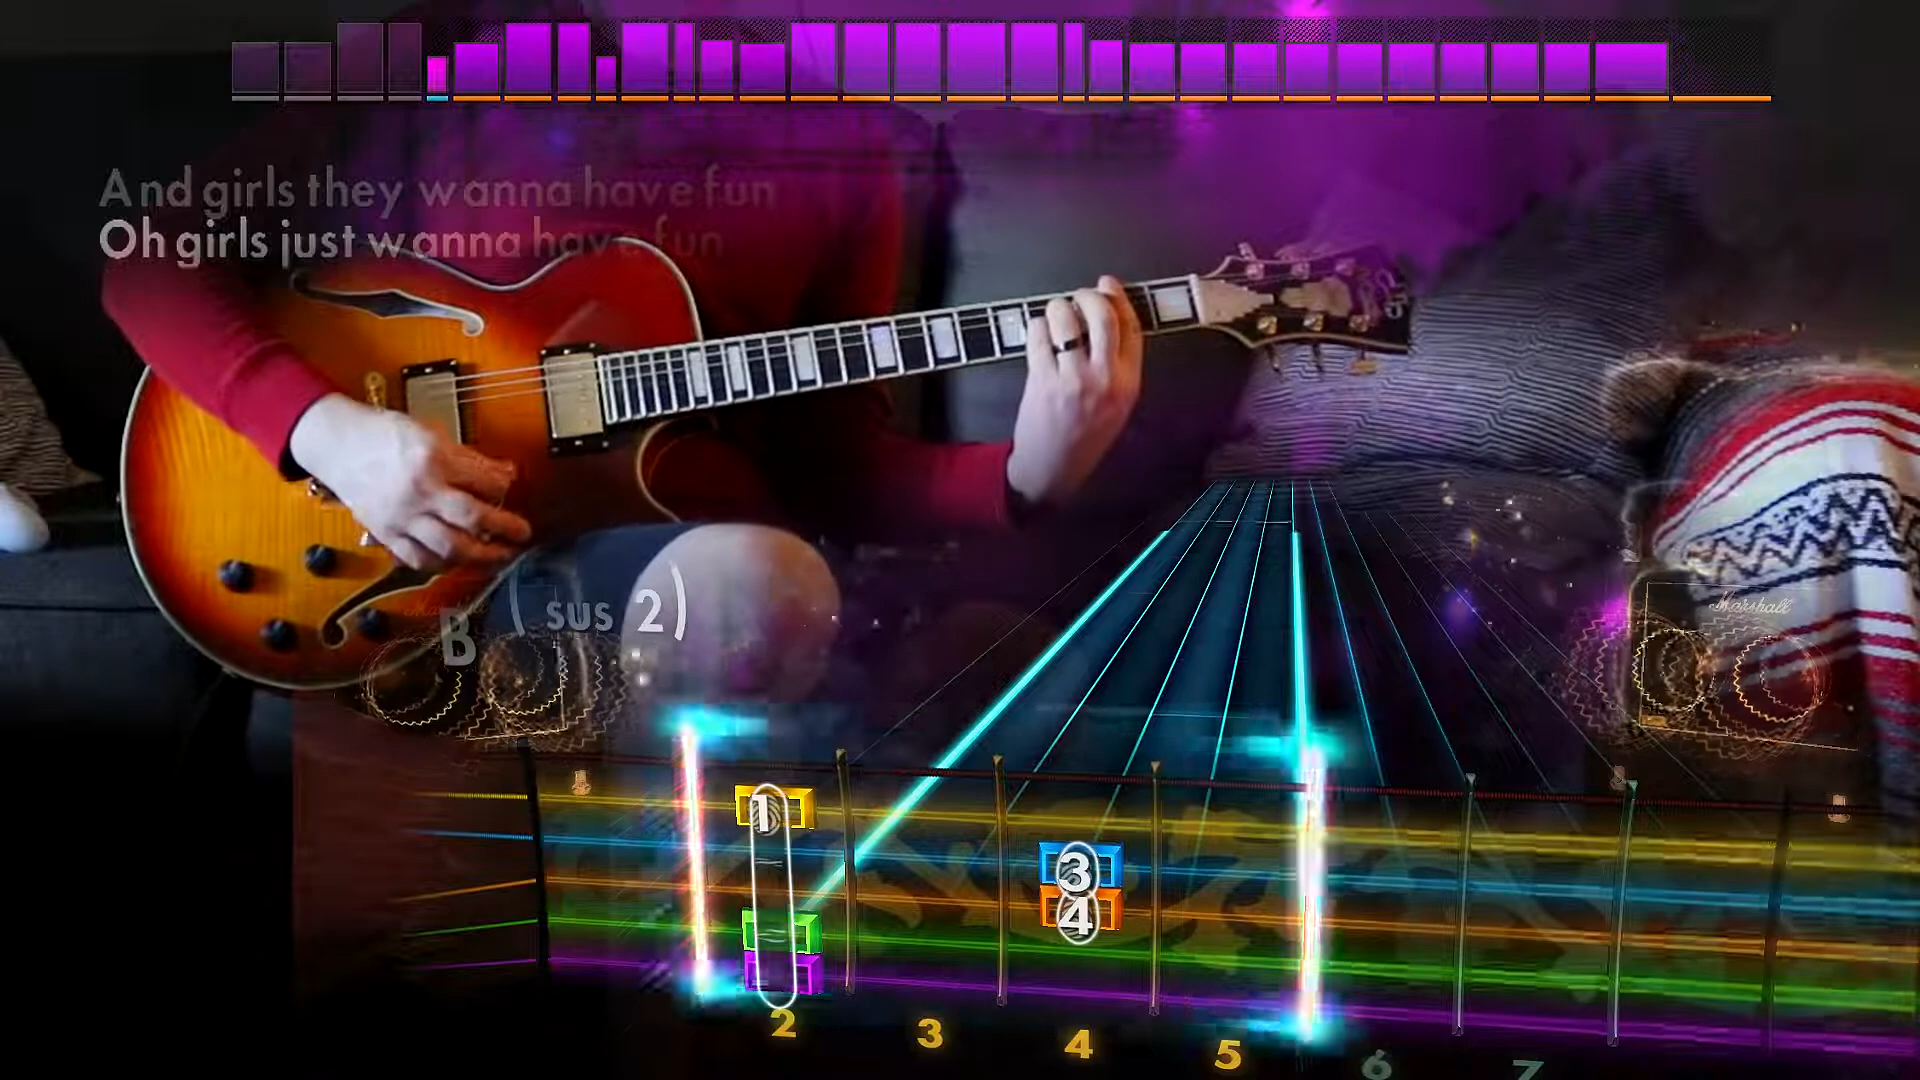 And girls they wanna have fun
Oh girls just wanna have fun
B (sus 2)
Marshall
1
3
4
2 3 4 5 6 7